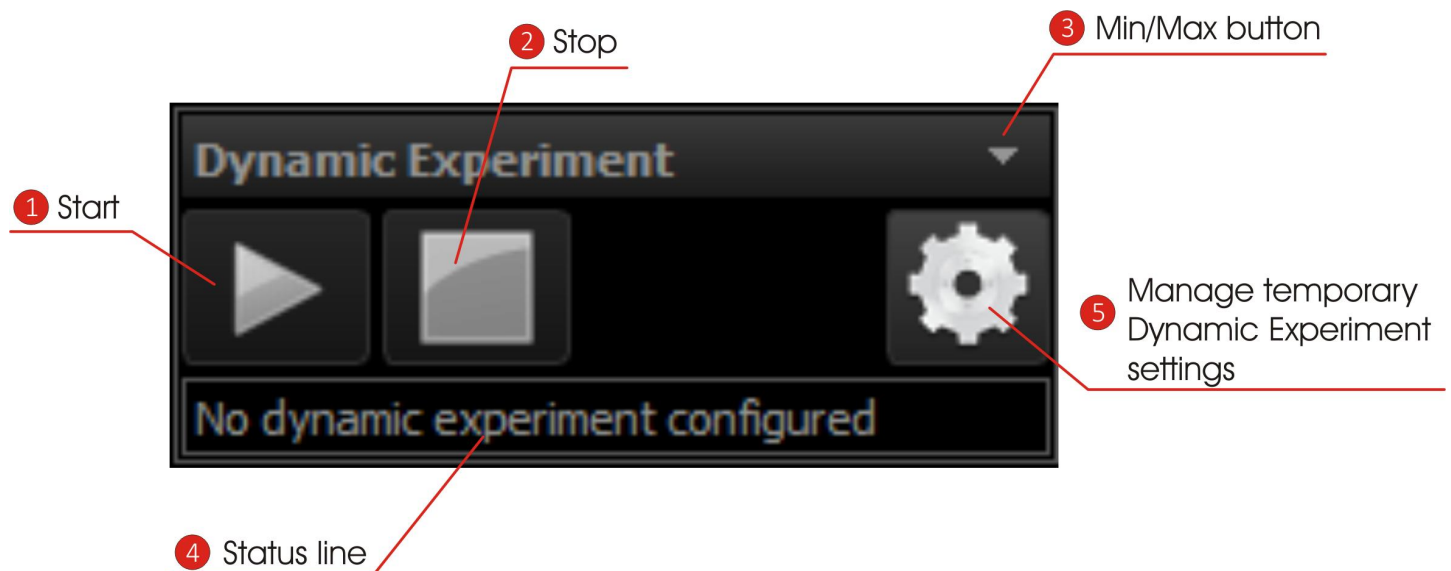 3 Min/Max button
2 Stop
Dynamic Experiment
1 Start
5 Manage temporary
Dynamic Experiment
settings
No dynamic experiment configured
4 Status line